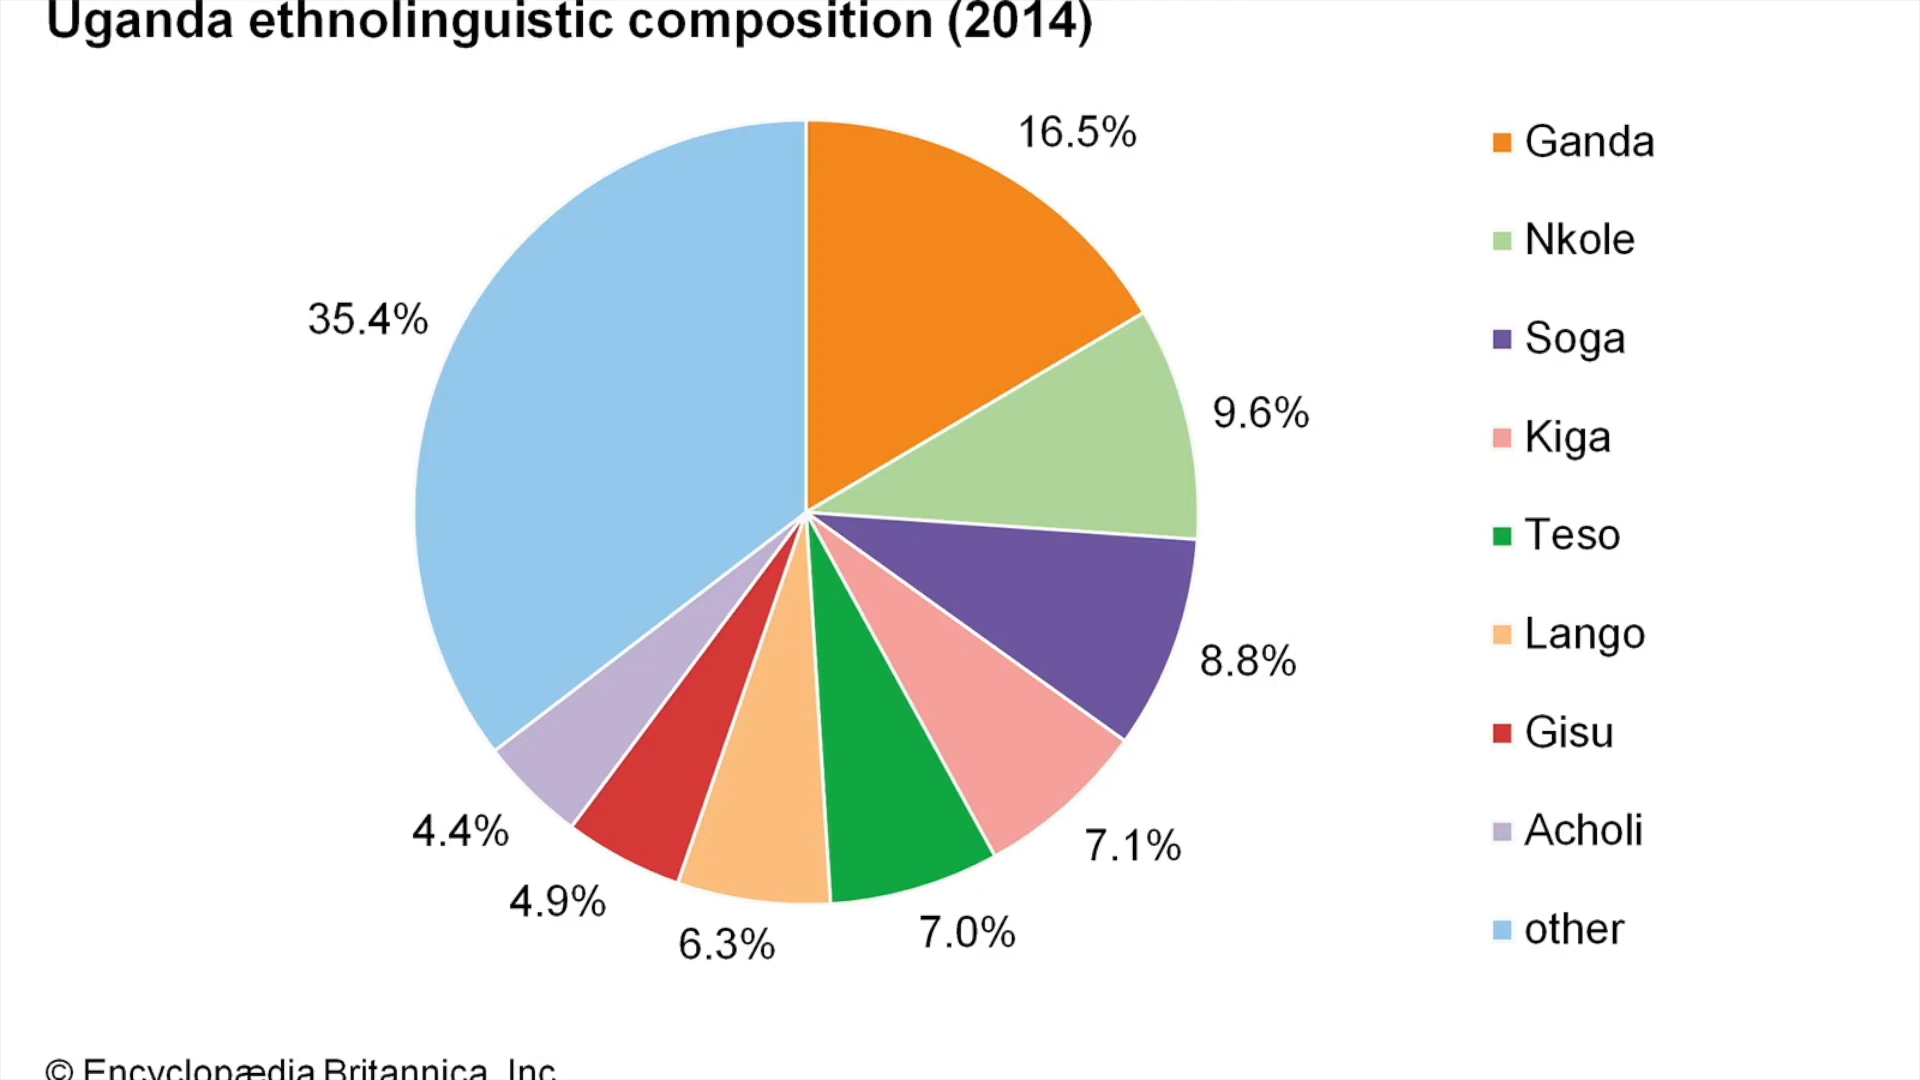 Uganda ethnolinguistic composition (2014)
16.5%
9.6%
8.8%
7.1%
7.0%
6.3%
4.9%
4.4%
35.4%
Ganda
Nkole
Soga
Kiga
Teso
Lango
Gisu
Acholi
other
© Encyclopædia Britannica, Inc.